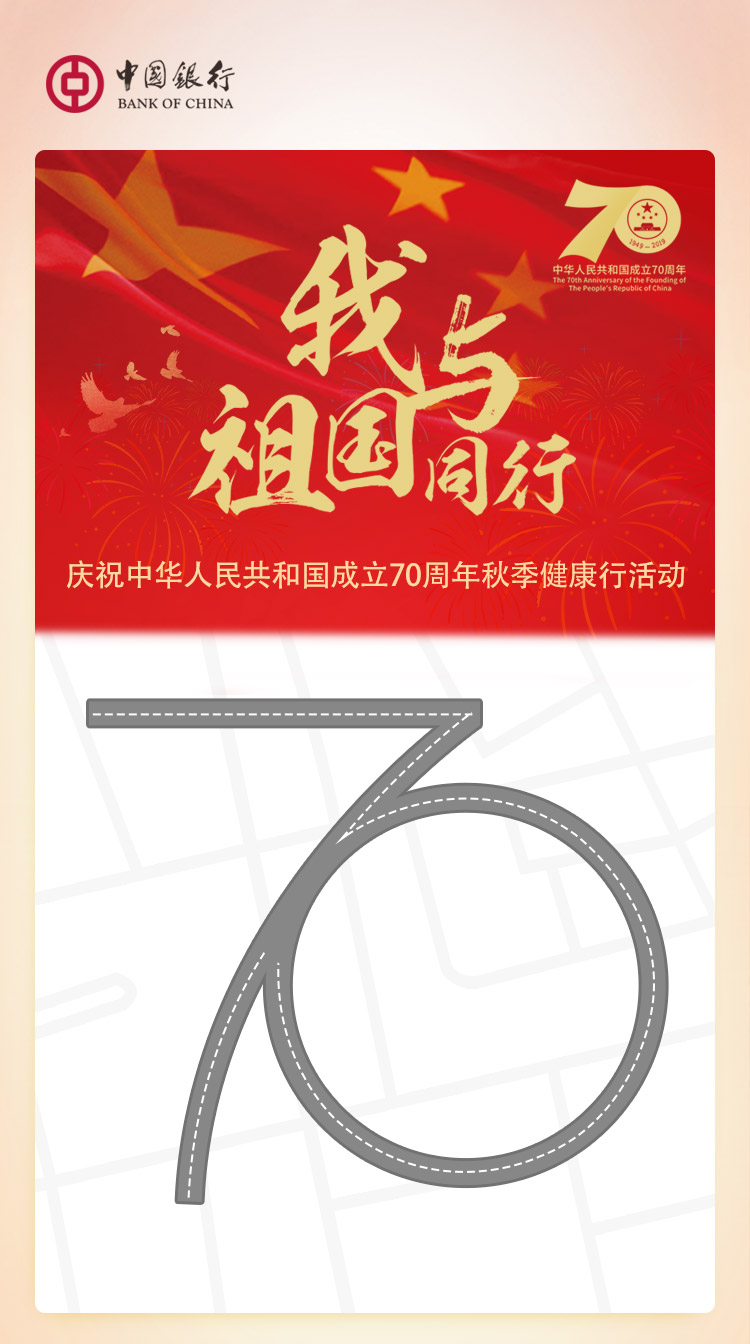 中国銀行
BANK OF CHINA
70
1949－2019
中华人民共和国成立70周年
The 70th Anniversary of the Founding of
The People's Republic of China
我与
祖国同行
庆祝中华人民共和国成立70周年秋季健康行活动
70